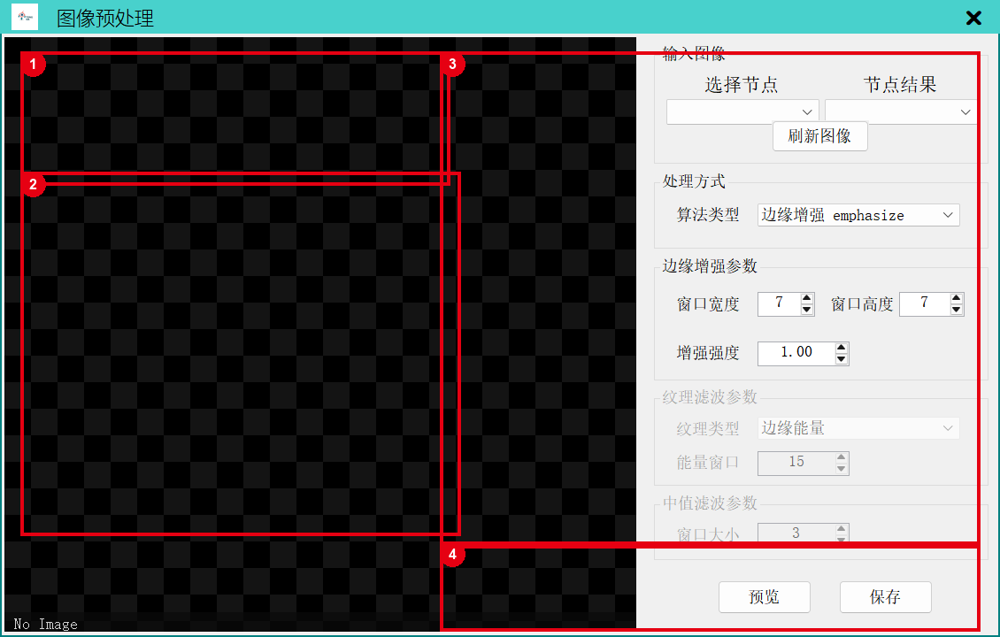 图像预处理
1
3
输入图像
选择节点 节点结果
刷新图像
2
处理方式
算法类型 边缘增强 emphasize
边缘增强参数
窗口宽度 7 窗口高度 7
增强强度 1.00
纹理滤波参数
纹理类型 边缘能量
能量窗口 15
中值滤波参数
窗口大小 3
4
预览 保存
No Image